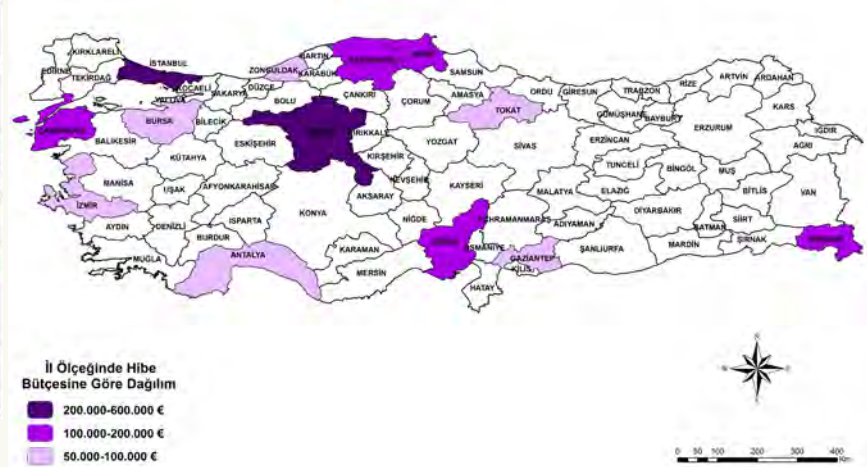 KIRKLARELİ
EDİRNE
TEKİRDAĞ
İSTANBUL
KOCAELİ
YALOVA
SAKARYA
DÜZCE
ZONGULDAK
BARTIN
KARABÜK
SAMSUN
ORDU
GİRESUN
TRABZON
RİZE
ARTVİN
ARDAHAN
BOLU
ÇANKIRI
ÇORUM
AMASYA
TOKAT
GÜMÜŞHANE
BAYBURT
KARS
BURSA
BİLECİK
ESKİŞEHİR
KIRIKKALE
YOZGAT
SİVAS
ERZİNCAN
ERZURUM
IĞDIR
AĞRI
BALIKESİR
KÜTAHYA
KIRŞEHİR
NEVŞEHİR
KAYSERİ
TUNCELİ
BİNGÖL
MUŞ
MANİSA
UŞAK
AFYONKARAHİSAR
AKSARAY
MALATYA
ELAZIĞ
BİTLİS
VAN
İZMİR
KONYA
NİĞDE
KAHRAMANMARAŞ
ADIYAMAN
DİYARBAKIR
BATMAN
SİİRT
AYDIN
DENİZLİ
ISPARTA
BURDUR
KARAMAN
OSMANİYE
GAZİANTEP
ŞANLIURFA
MARDİN
ŞIRNAK
MUĞLA
ANTALYA
MERSİN
KİLİS
HATAY
İl Ölçeğinde Hibe
Bütçesine Göre Dağılım
200.000-600.000 €
100.000-200.000 €
50.000-100.000 €
0 50 100 200 300 400